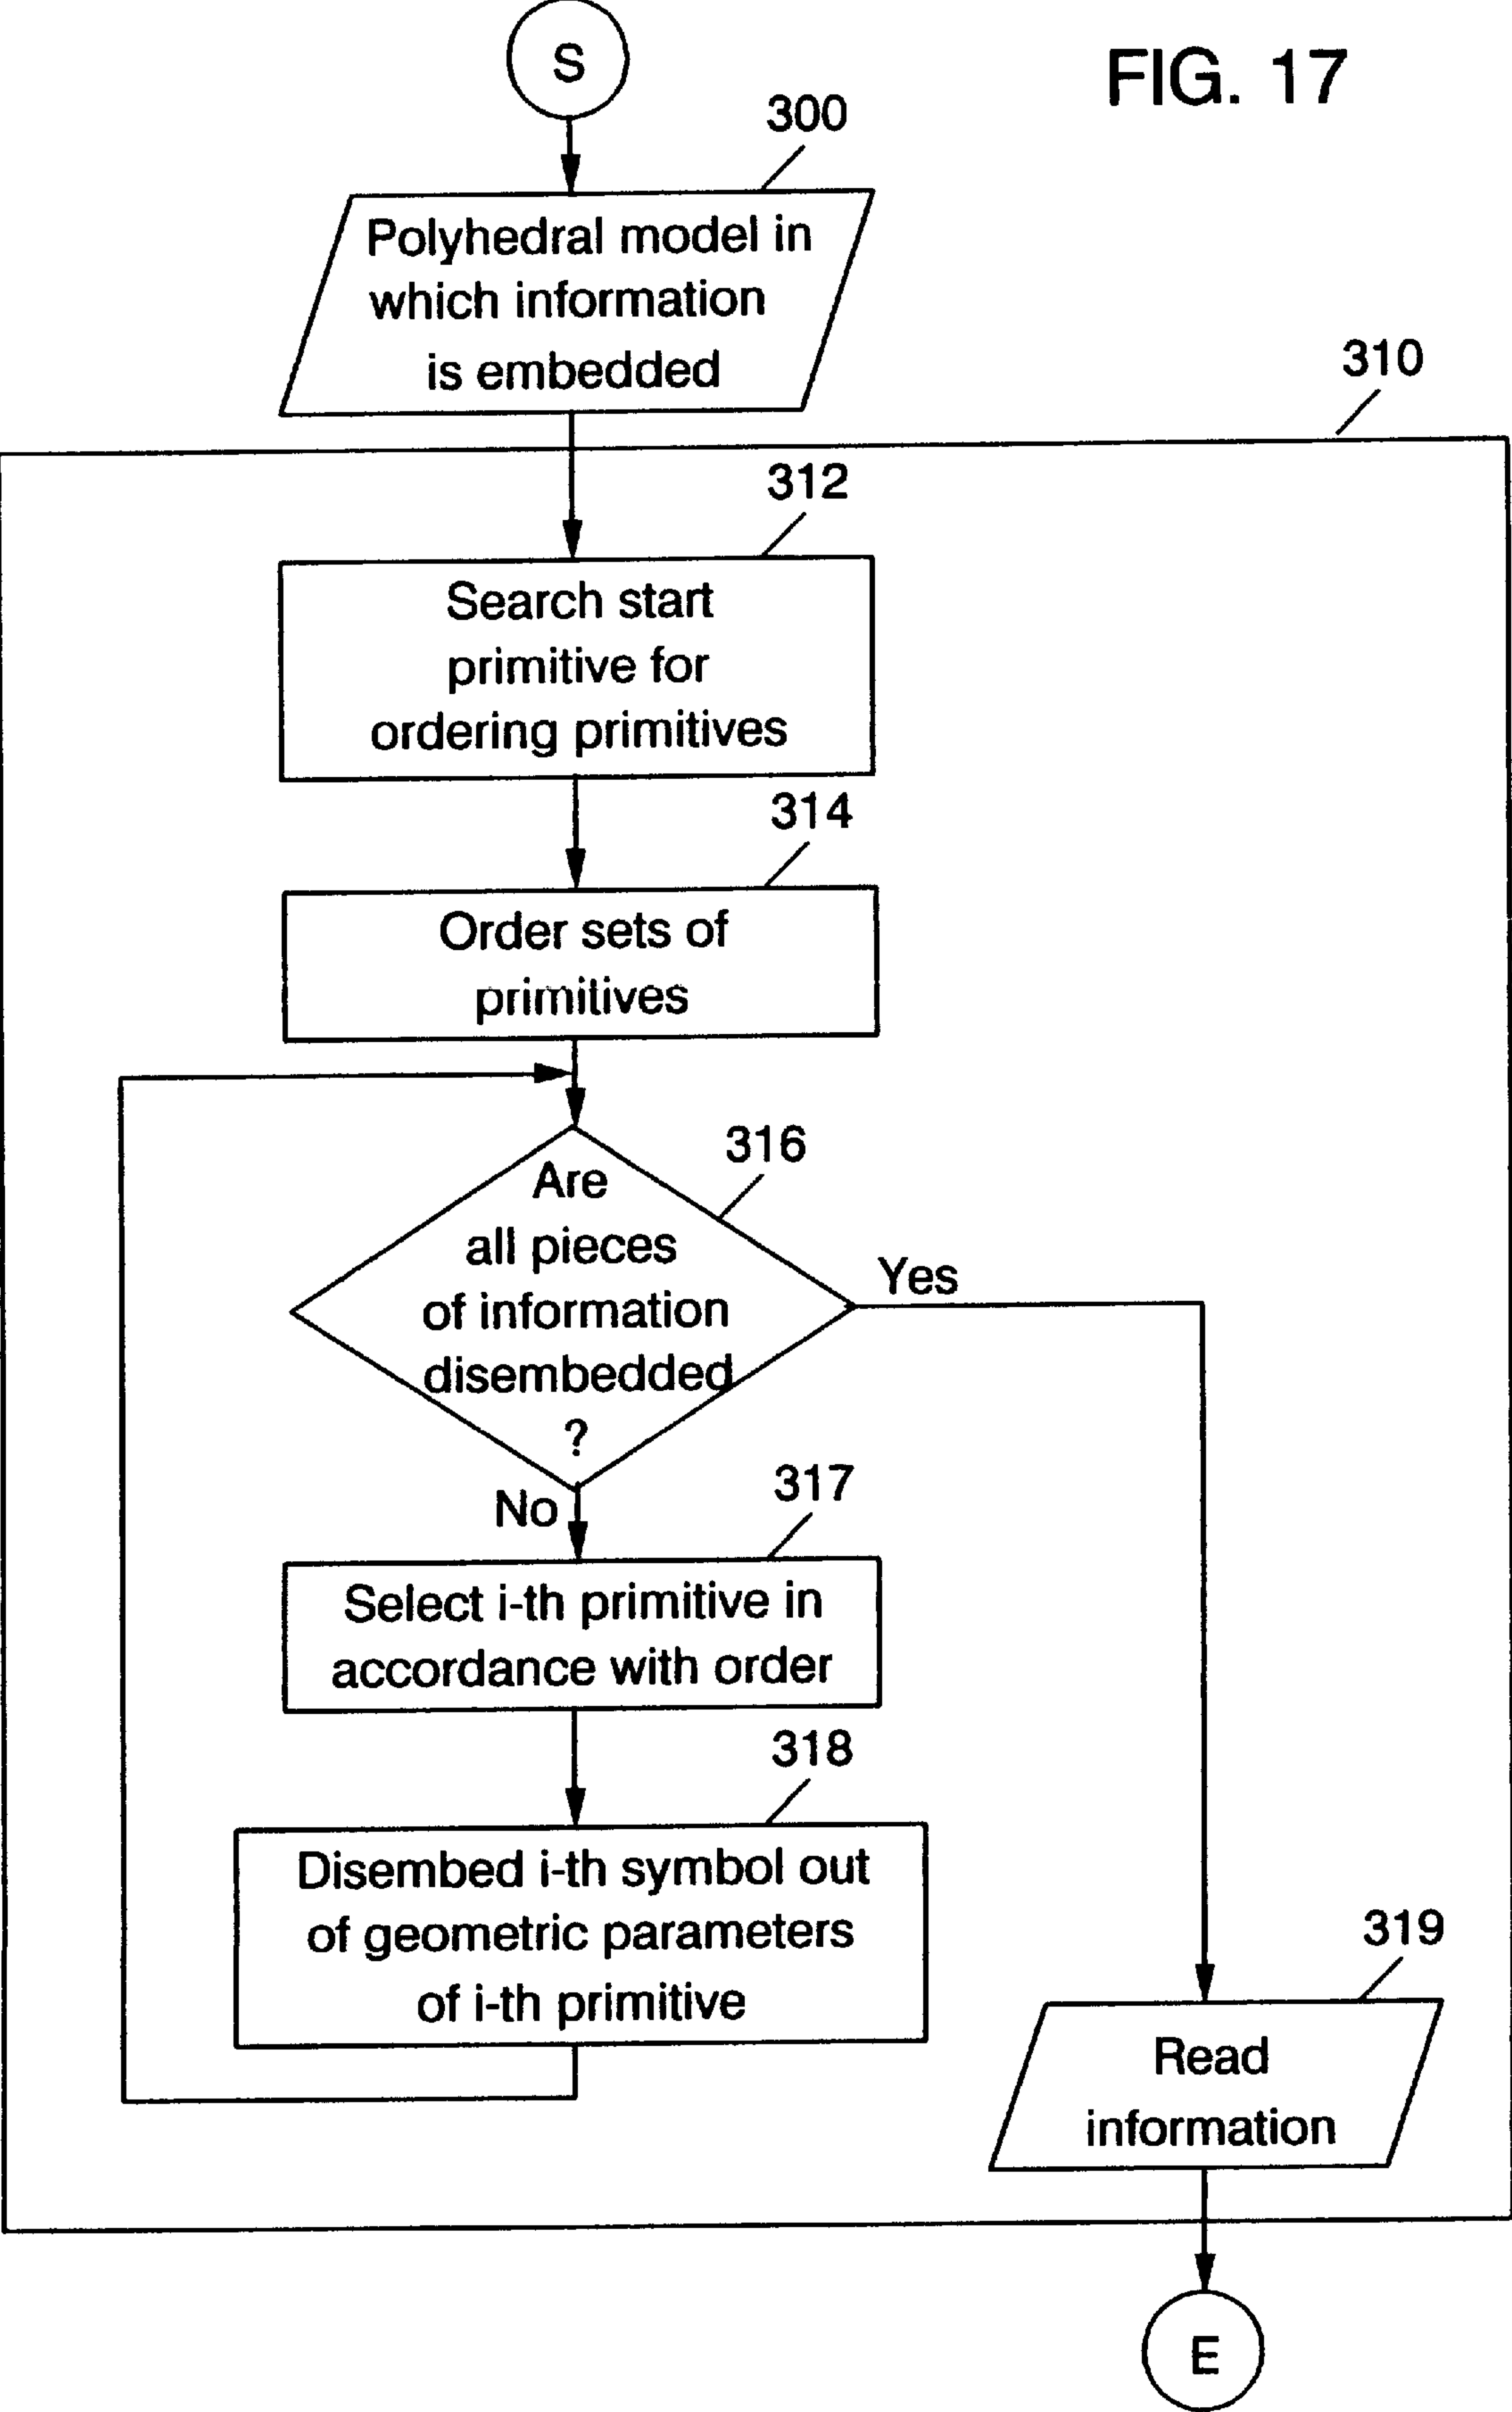 S
FIG. 17
300
Polyhedral model in
which information
is embedded
310
312
Search start
primitive for
ordering primitives
314
Order sets of
primitives
316
Are
all pieces
of information
disembedded
?
Yes
No
317
Select i-th primitive in
accordance with order
318
Disembed i-th symbol out
of geometric parameters
of i-th primitive
319
Read
information
E